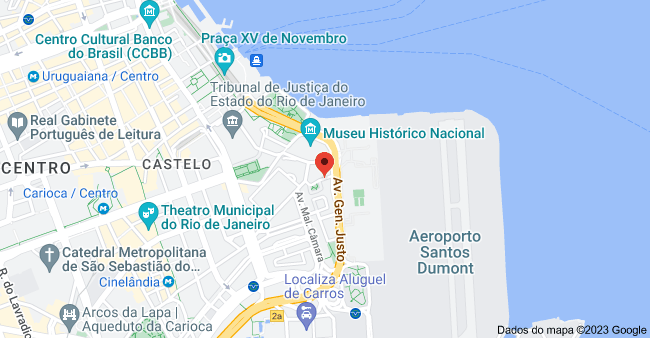 Centro Cultural Banco
do Brasil (CCBB)
Praça XV de Novembro
Uruguaiana / Centro
Tribunal de Justiça do
Estado do Rio de Janeiro
Real Gabinete
Português de Leitura
Museu Histórico Nacional
CENTRO
CASTELO
Carioca / Centro
Av. Gen. Justo
Av. Mal. Câmara
Theatro Municipal
do Rio de Janeiro
Aeroporto
Santos
Dumont
Catedral Metropolitana
de São Sebastião do...
Cinelândia
Localiza Aluguel
de Carros
R. do Lavradio
Arcos da Lapa |
Aqueduto da Carioca
2a
Dados do mapa ©2023 Google